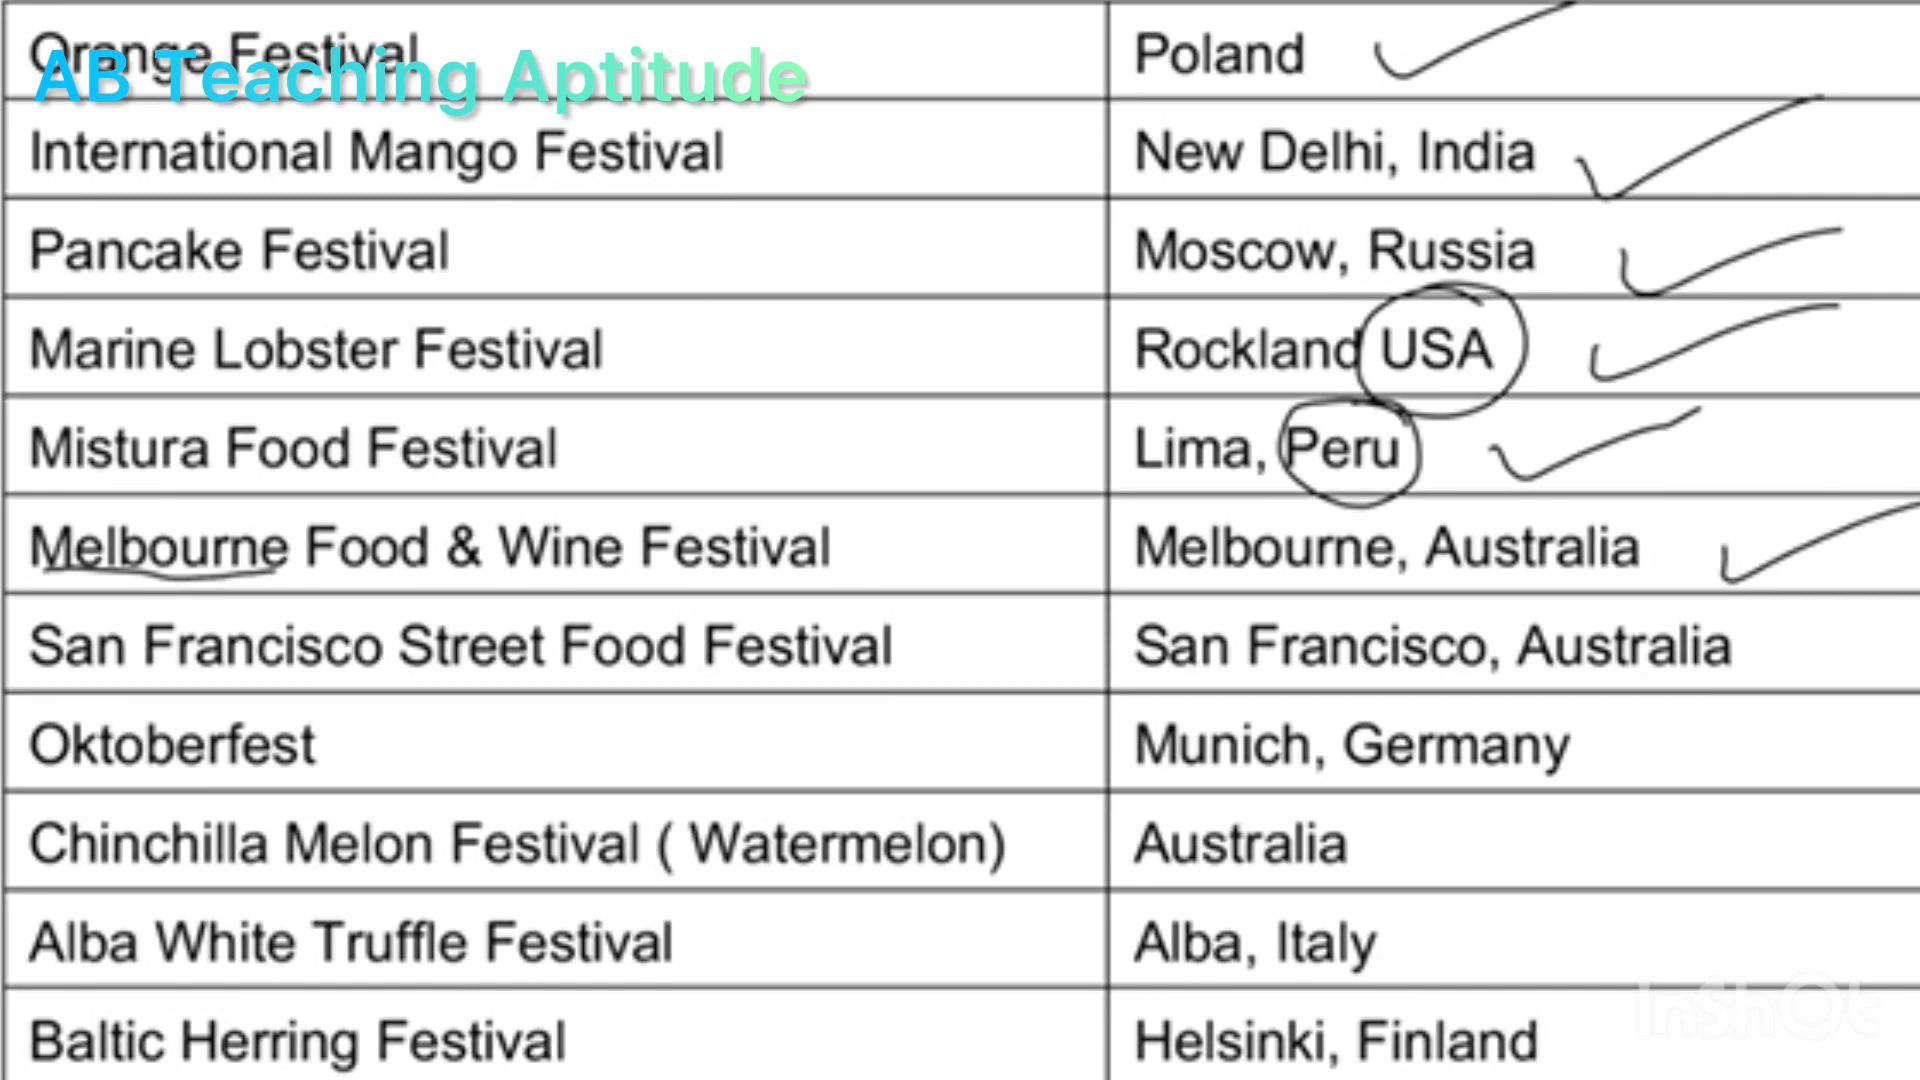 Orange Festival Poland
AB Teaching Aptitude
International Mango Festival New Delhi, India
Pancake Festival Moscow, Russia
Marine Lobster Festival Rockland USA
Mistura Food Festival Lima, Peru
Melbourne Food & Wine Festival Melbourne, Australia
San Francisco Street Food Festival San Francisco, Australia
Oktoberfest Munich, Germany
Chinchilla Melon Festival ( Watermelon) Australia
Alba White Truffle Festival Alba, Italy
Baltic Herring Festival Helsinki, Finland
InShOt